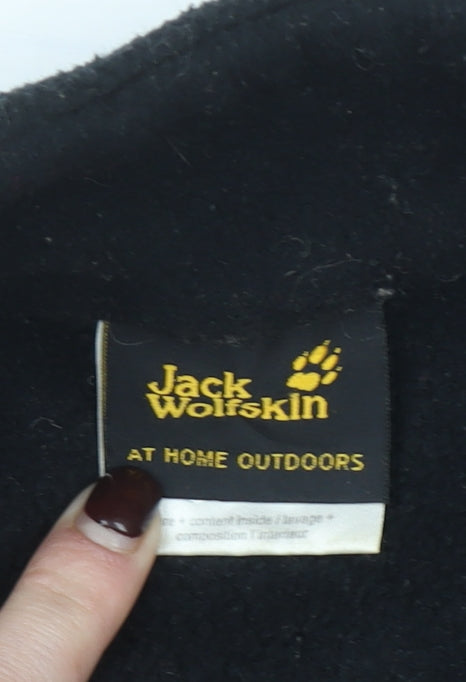 Jack
Wolfskin
AT HOME OUTDOORS
+ content inside / lavage +
composition l'intérieur